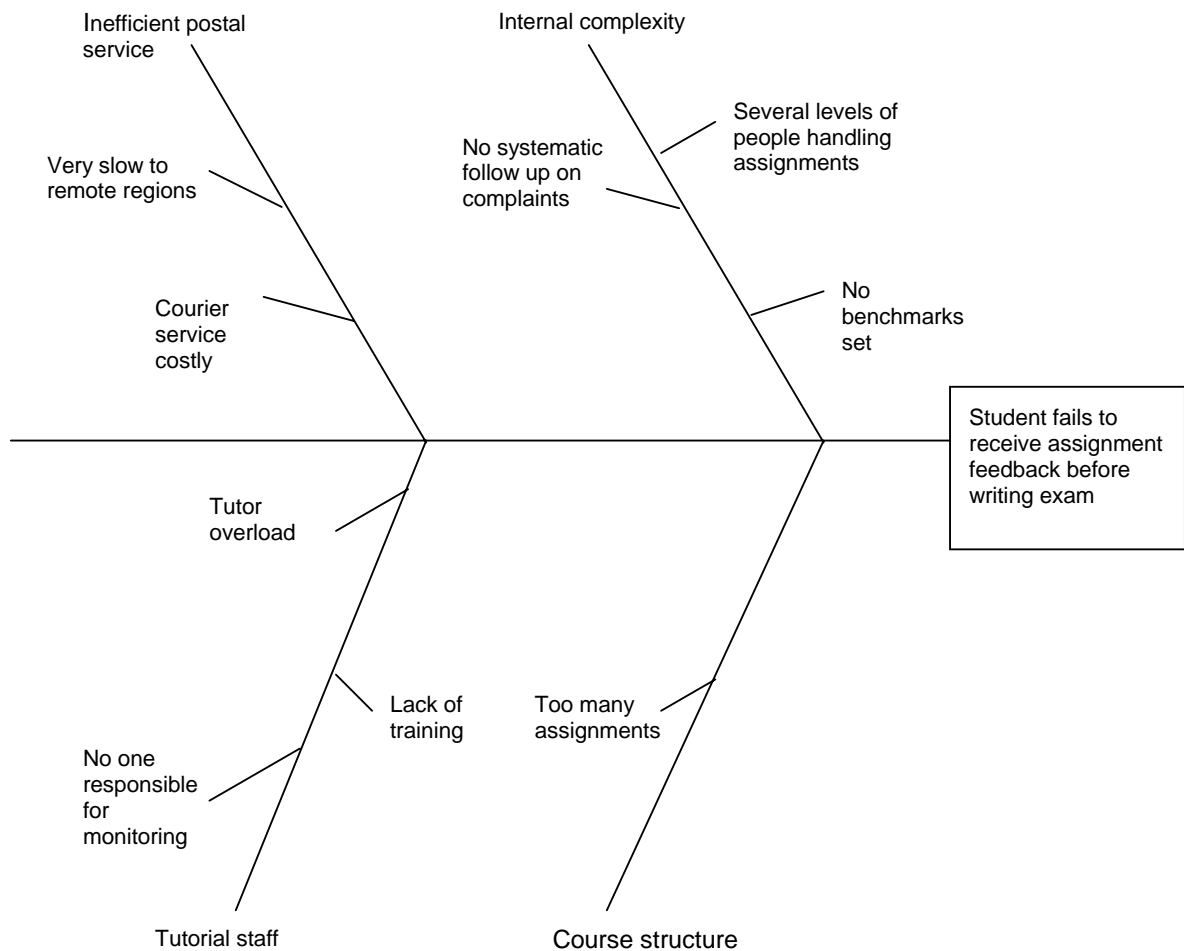 Inefficient postal
service
Internal complexity
Several levels of
people handling
assignments
No systematic
follow up on
complaints
Very slow to
remote regions
Courier
service
costly
No
benchmarks
set
Student fails to
receive assignment
feedback before
writing exam
Tutor
overload
Lack of
training
Too many
assignments
No one
responsible
for
monitoring
Tutorial staff
Course structure